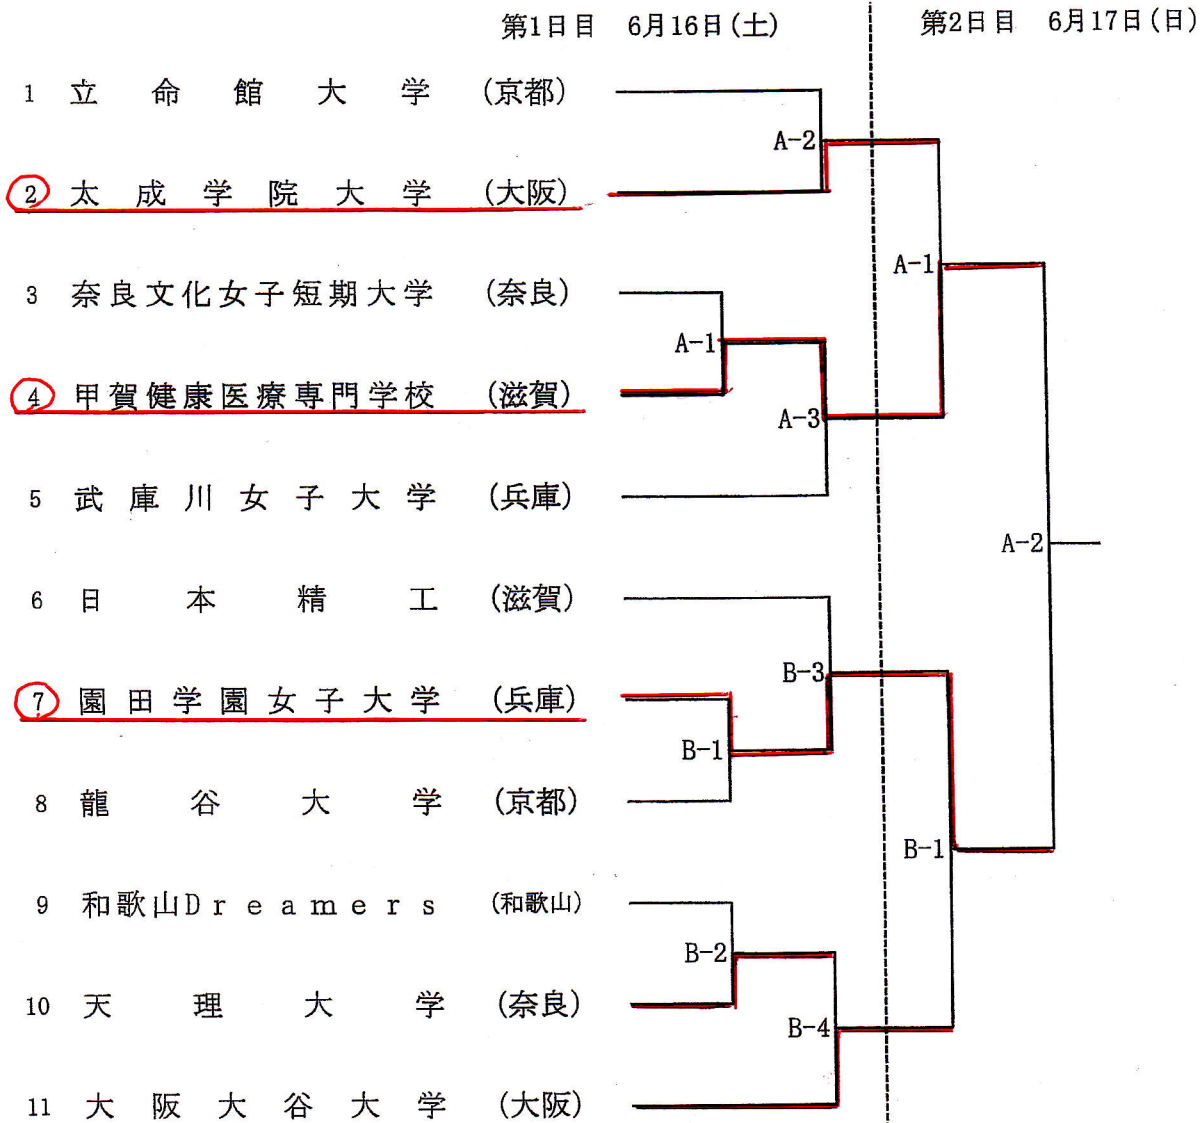 第1日目 6月16日(土) 第2日目 6月17日(日)
1 立命館大学 (京都)
A-2
2 太成学院大学 (大阪)
A-1
3 奈良文化女子短期大学 (奈良)
A-1
4 甲賀健康医療専門学校 (滋賀)
A-3
5 武庫川女子大学 (兵庫)
A-2
6 日本精工 (滋賀)
B-3
7 園田学園女子大学 (兵庫)
B-1
8 龍谷大学 (京都)
B-1
9 和歌山Dreamers (和歌山)
B-2
10 天理大学 (奈良)
B-4
11 大阪大谷大学 (大阪)